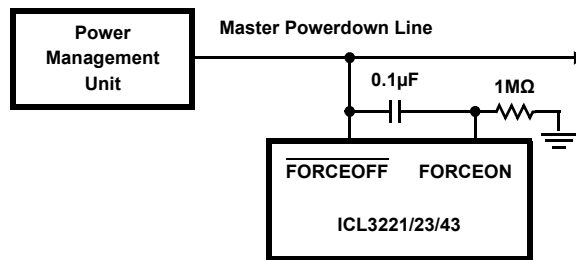 Power
Management
Unit
Master Powerdown Line
0.1µF
1MΩ
FORCEOFF FORCEON
ICL3221/23/43